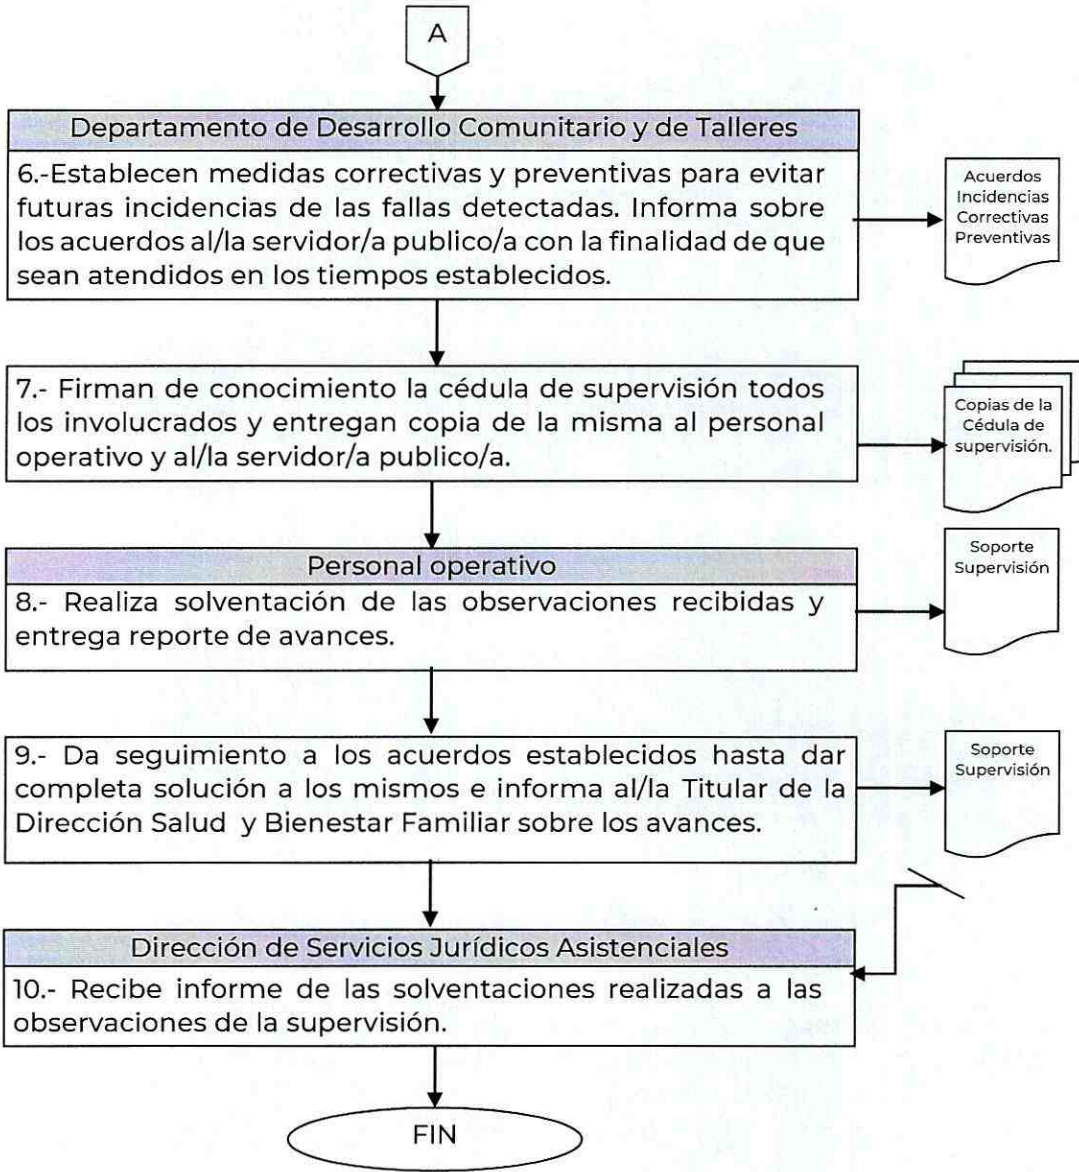 A
Departamento de Desarrollo Comunitario y de Talleres
6.-Establecen medidas correctivas y preventivas para evitar
futuras incidencias de las fallas detectadas. Informa sobre
los acuerdos al/la servidor/a publico/a con la finalidad de que
sean atendidos en los tiempos establecidos.
Acuerdos
Incidencias
Correctivas
Preventivas
7.- Firman de conocimiento la cédula de supervisión todos
los involucrados y entregan copia de la misma al personal
operativo y al/la servidor/a publico/a.
Copias de la
Cédula de
supervisión.
Personal operativo
8.- Realiza solventación de las observaciones recibidas y
entrega reporte de avances.
Soporte
Supervisión
9.- Da seguimiento a los acuerdos establecidos hasta dar
completa solución a los mismos e informa al/la Titular de la
Dirección Salud y Bienestar Familiar sobre los avances.
Soporte
Supervisión
Dirección de Servicios Jurídicos Asistenciales
10.- Recibe informe de las solventaciones realizadas a las
observaciones de la supervisión.
FIN